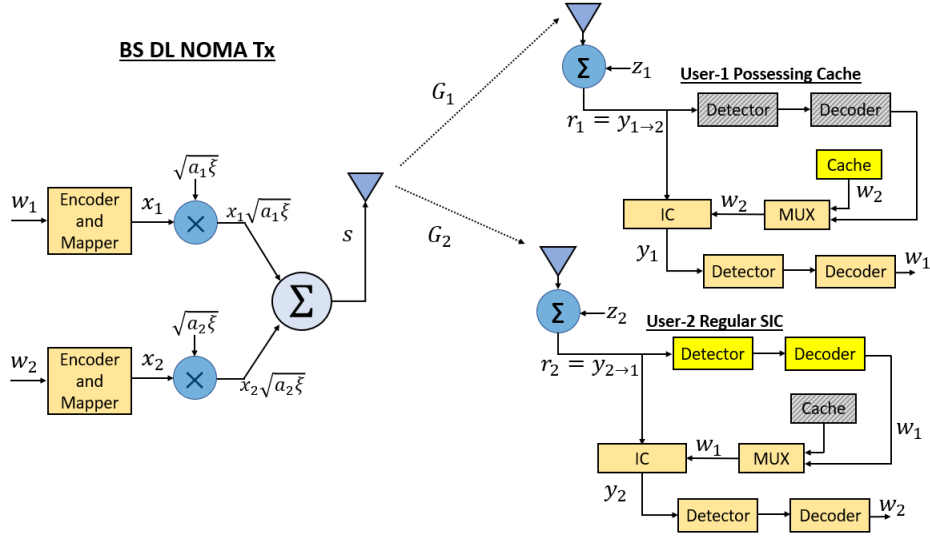 BS DL NOMA Tx
w₁
Encoder
and
Mapper
x₁
√a₁ξ
×
x₁√a₁ξ
w₂
Encoder
and
Mapper
x₂
√a₂ξ
×
x₂√a₂ξ
Σ
s
G₁
G₂
Σ
z₁
r₁ = y₁→₂
User-1 Possessing Cache
Detector
Decoder
Cache
w₂
IC
w₂
MUX
y₁
Detector
Decoder
w₁
Σ
z₂
r₂ = y₂→₁
User-2 Regular SIC
Detector
Decoder
Cache
w₁
IC
w₁
MUX
y₂
Detector
Decoder
w₂